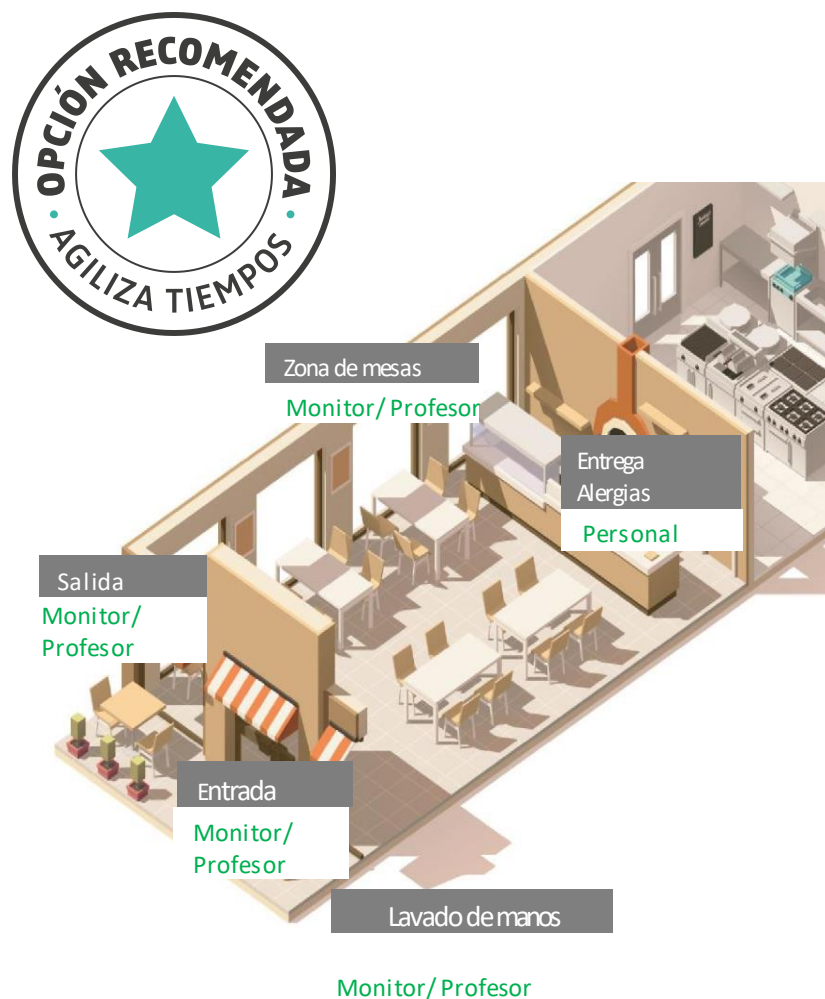 OPCIÓN RECOMENDADA
AGILIZA TIEMPOS
Zona de mesas
Monitor/ Profesor
Entrega
Alergias
Personal
Salida
Monitor/
Profesor
Entrada
Monitor/
Profesor
Lavado de manos
Monitor/ Profesor